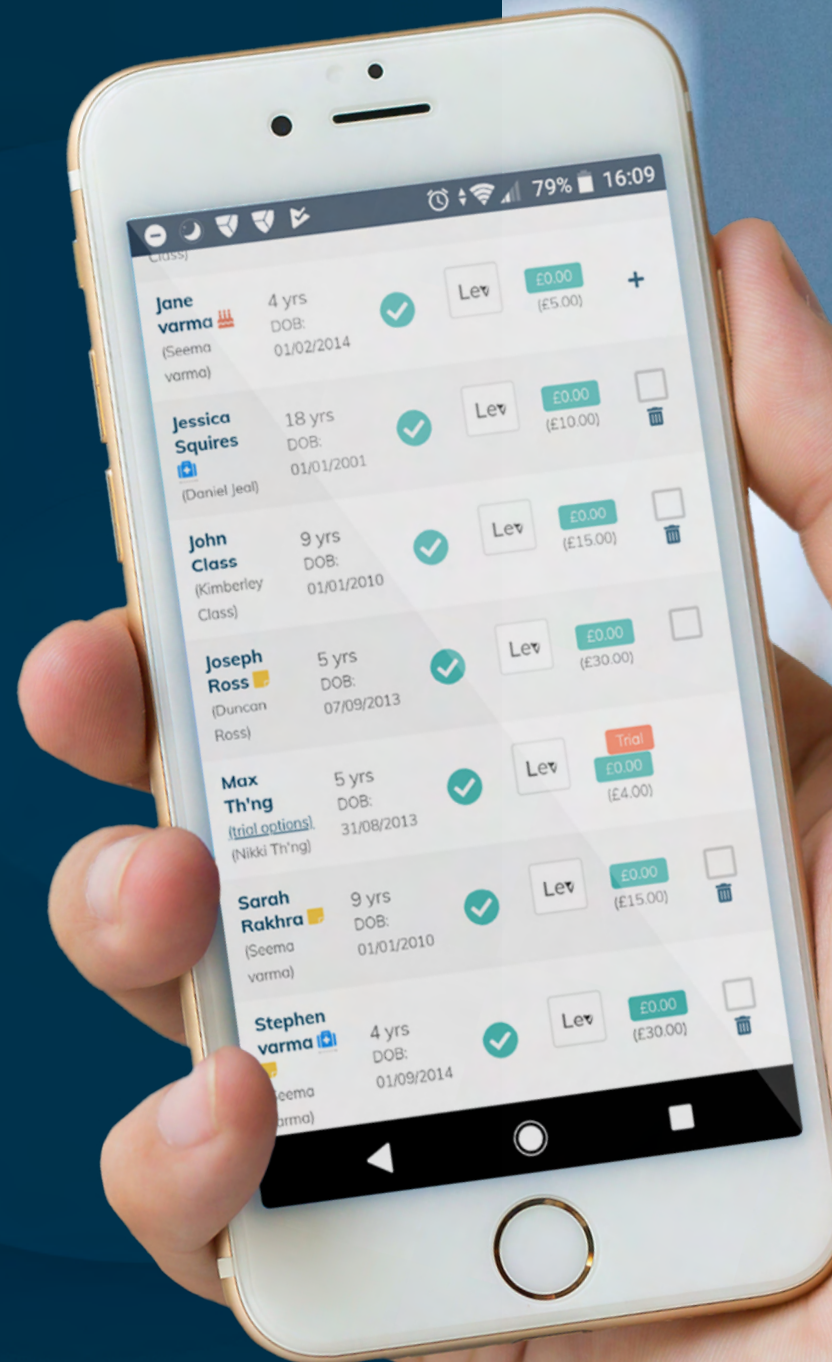 79% 16:09
Class)
Jane 4 yrs Lev £0.00 +
varma DOB: (£5.00)
(Seema 01/02/2014
varma)
Jessica 18 yrs Lev £0.00
Squires DOB: (£10.00)
01/01/2001
(Daniel Jeal)
John 9 yrs Lev £0.00
Class DOB: (£15.00)
(Kimberley 01/01/2010
Class)
Joseph 5 yrs Lev £0.00
Ross DOB: (£30.00)
(Duncan 07/09/2013
Ross)
Trial
Max 5 yrs Lev £0.00
Th'ng DOB: (£4.00)
(trial options) 31/08/2013
(Nikki Th'ng)
Sarah 9 yrs Lev £0.00
Rakhra DOB: (£15.00)
(Seema 01/01/2010
varma)
Stephen 4 yrs Lev £0.00
varma DOB: (£30.00)
eema 01/09/2014
arma)